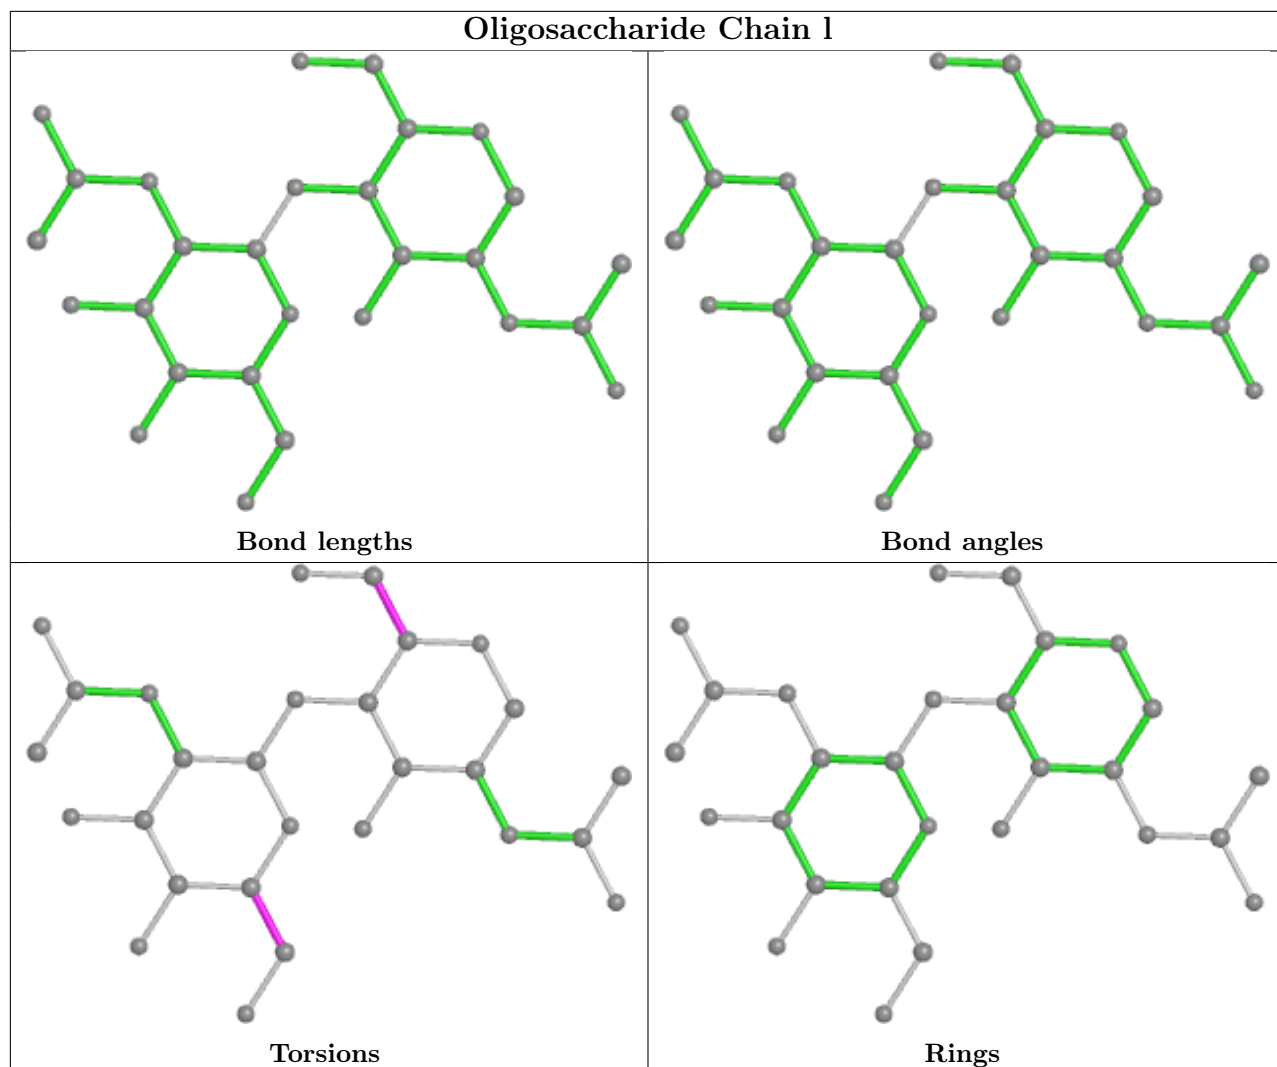 Oligosaccharide Chain l
Bond lengths
Bond angles
Torsions
Rings